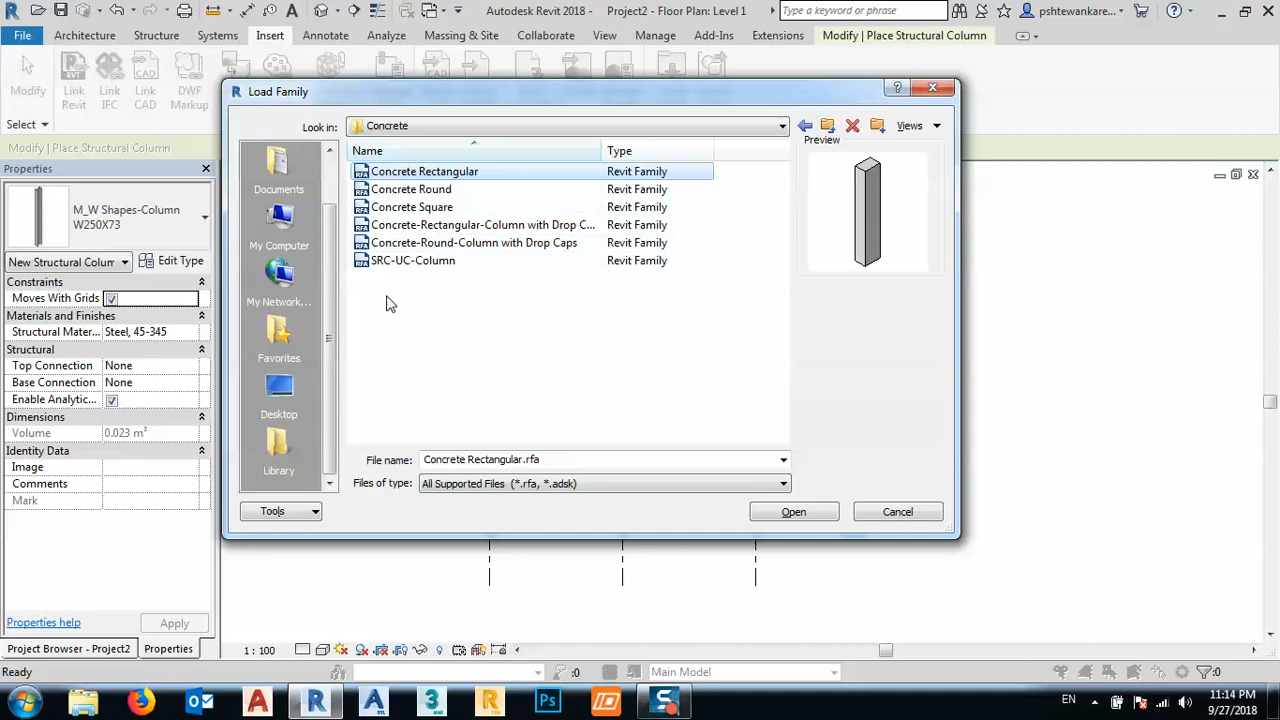 Autodesk Revit 2018 - Project2 - Floor Plan: Level 1
Type a keyword or phrase
pshtewankare...
File
Architecture
Structure
Systems
Insert
Annotate
Analyze
Massing & Site
Collaborate
View
Manage
Add-Ins
Extensions
Modify | Place Structural Column
Modify
Link
Revit
Link
IFC
Link
CAD
DWF
Markup
Select
Modify | Place Structural Column
Properties
M_W Shapes-Column
W250X73
New Structural Colum
Edit Type
Constraints
Moves With Grids
Materials and Finishes
Structural Mater...
Steel, 45-345
Structural
Top Connection
None
Base Connection
None
Enable Analytic...
Dimensions
Volume
0.023 m³
Identity Data
Image
Comments
Mark
Properties help
Apply
Project Browser - Project2
Properties
Load Family
Look in:
Concrete
Views
Preview
Name
Type
Concrete Rectangular
Revit Family
Concrete Round
Revit Family
Concrete Square
Revit Family
Concrete-Rectangular-Column with Drop C...
Revit Family
Concrete-Round-Column with Drop Caps
Revit Family
SRC-UC-Column
Revit Family
Documents
My Computer
My Network...
Favorites
Desktop
Library
File name:
Concrete Rectangular.rfa
Files of type:
All Supported Files (*.rfa, *.adsk)
Tools
Open
Cancel
1 : 100
Ready
:0
Main Model
:0
EN
11:14 PM
9/27/2018